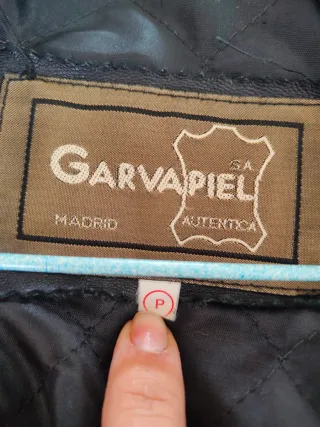 S.A.
GARVAPIEL
MADRID AUTENTICA
P